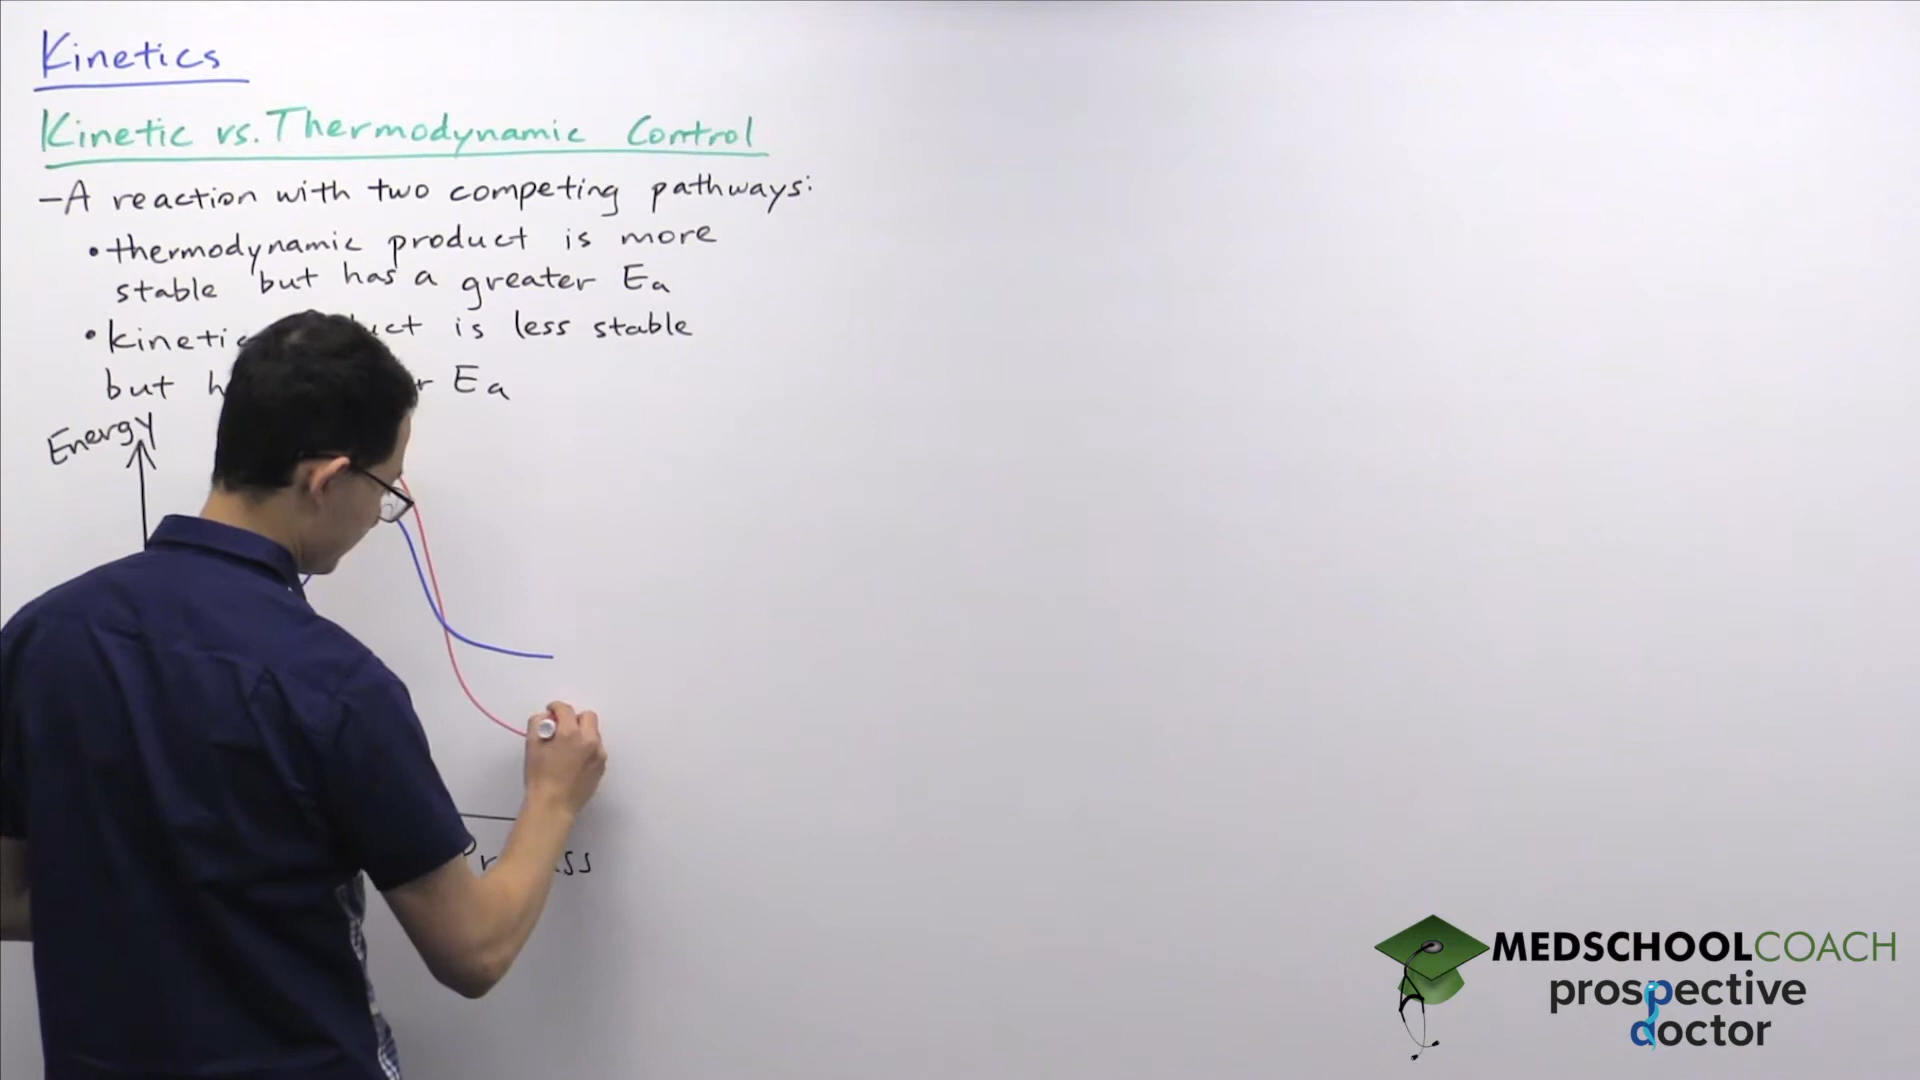 Kinetics
Kinetic vs. Thermodynamic Control
– A reaction with two competing pathways:
• thermodynamic product is more
stable but has a greater Ea
• is less stable
but Ea
Energy
MEDSCHOOLCOACH
prospective
doctor